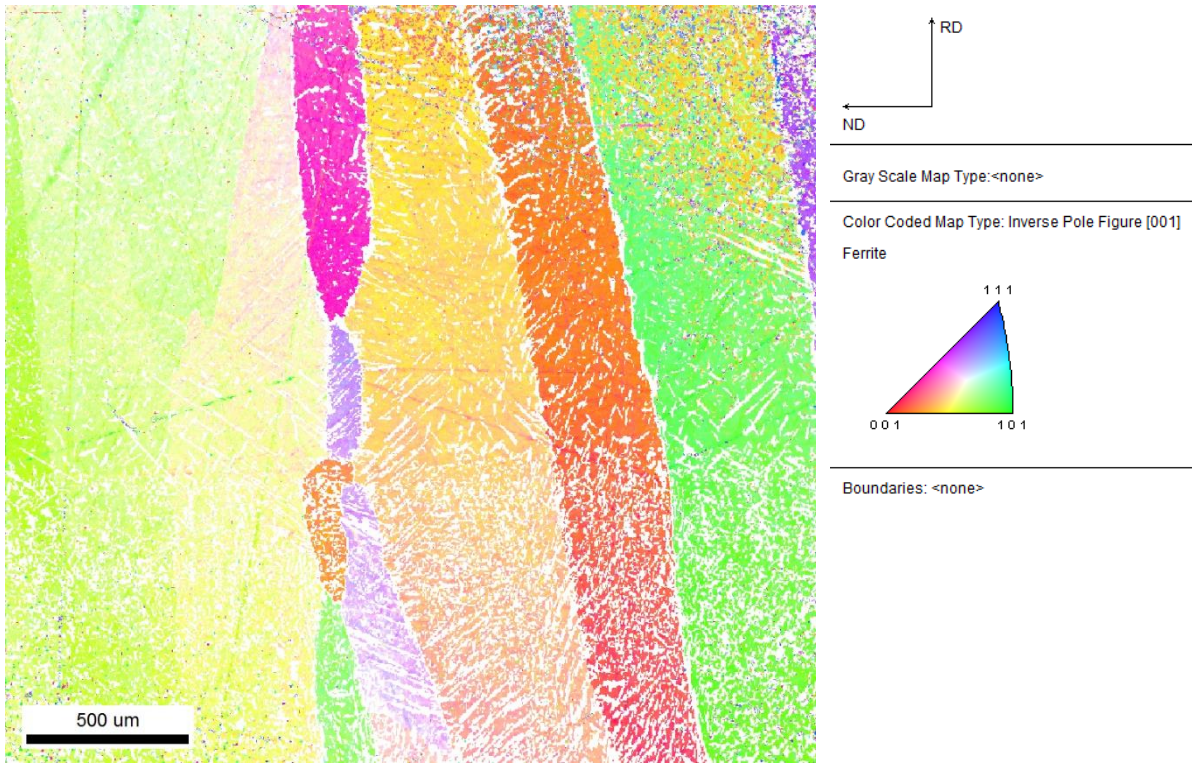 RD
ND
Gray Scale Map Type:<none>
Color Coded Map Type: Inverse Pole Figure [001]
Ferrite
1 1 1
0 0 1
1 0 1
Boundaries: <none>
500 um